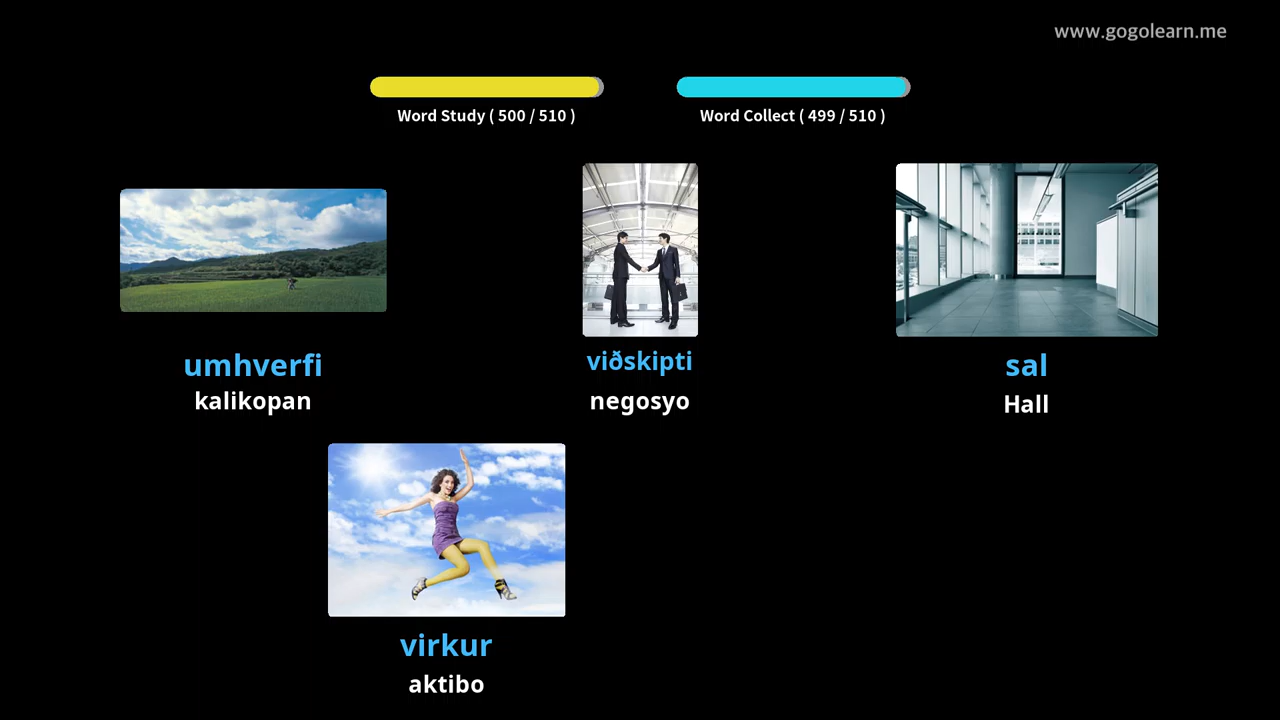 www.gogolearn.me
Word Study ( 500 / 510 )
Word Collect ( 499 / 510 )
umhverfi
kalikopan
viðskipti
negosyo
sal
Hall
virkur
aktibo